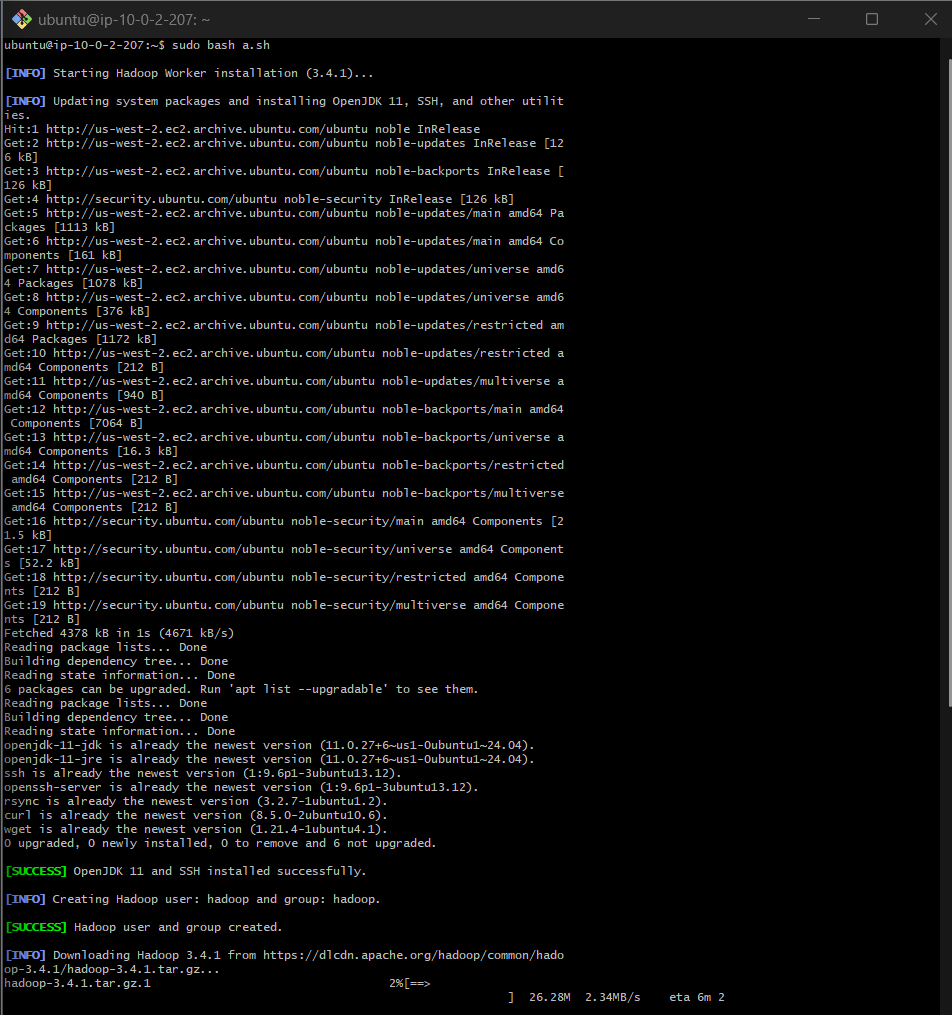 ubuntu@ip-10-0-2-207: ~
ubuntu@ip-10-0-2-207:~$ sudo bash a.sh
[INFO] Starting Hadoop Worker installation (3.4.1)...
[INFO] Updating system packages and installing OpenJDK 11, SSH, and other utilit
ies.
Hit:1 http://us-west-2.ec2.archive.ubuntu.com/ubuntu noble InRelease
Get:2 http://us-west-2.ec2.archive.ubuntu.com/ubuntu noble-updates InRelease [12
6 kB]
Get:3 http://us-west-2.ec2.archive.ubuntu.com/ubuntu noble-backports InRelease [
126 kB]
Get:4 http://security.ubuntu.com/ubuntu noble-security InRelease [126 kB]
Get:5 http://us-west-2.ec2.archive.ubuntu.com/ubuntu noble-updates/main amd64 Pa
ckages [1113 kB]
Get:6 http://us-west-2.ec2.archive.ubuntu.com/ubuntu noble-updates/main amd64 Co
mponents [161 kB]
Get:7 http://us-west-2.ec2.archive.ubuntu.com/ubuntu noble-updates/universe amd6
4 Packages [1078 kB]
Get:8 http://us-west-2.ec2.archive.ubuntu.com/ubuntu noble-updates/universe amd6
4 Components [376 kB]
Get:9 http://us-west-2.ec2.archive.ubuntu.com/ubuntu noble-updates/restricted am
d64 Packages [1172 kB]
Get:10 http://us-west-2.ec2.archive.ubuntu.com/ubuntu noble-updates/restricted a
md64 Components [212 B]
Get:11 http://us-west-2.ec2.archive.ubuntu.com/ubuntu noble-updates/multiverse a
md64 Components [940 B]
Get:12 http://us-west-2.ec2.archive.ubuntu.com/ubuntu noble-backports/main amd64
 Components [7064 B]
Get:13 http://us-west-2.ec2.archive.ubuntu.com/ubuntu noble-backports/universe a
md64 Components [16.3 kB]
Get:14 http://us-west-2.ec2.archive.ubuntu.com/ubuntu noble-backports/restricted
 amd64 Components [212 B]
Get:15 http://us-west-2.ec2.archive.ubuntu.com/ubuntu noble-backports/multiverse
 amd64 Components [212 B]
Get:16 http://security.ubuntu.com/ubuntu noble-security/main amd64 Components [2
1.5 kB]
Get:17 http://security.ubuntu.com/ubuntu noble-security/universe amd64 Component
s [52.2 kB]
Get:18 http://security.ubuntu.com/ubuntu noble-security/restricted amd64 Compone
nts [212 B]
Get:19 http://security.ubuntu.com/ubuntu noble-security/multiverse amd64 Compone
nts [212 B]
Fetched 4378 kB in 1s (4671 kB/s)
Reading package lists... Done
Building dependency tree... Done
Reading state information... Done
6 packages can be upgraded. Run 'apt list --upgradable' to see them.
Reading package lists... Done
Building dependency tree... Done
Reading state information... Done
openjdk-11-jdk is already the newest version (11.0.27+6~us1-0ubuntu1~24.04).
openjdk-11-jre is already the newest version (11.0.27+6~us1-0ubuntu1~24.04).
ssh is already the newest version (1:9.6p1-3ubuntu13.12).
openssh-server is already the newest version (1:9.6p1-3ubuntu13.12).
rsync is already the newest version (3.2.7-1ubuntu1.2).
curl is already the newest version (8.5.0-2ubuntu10.6).
wget is already the newest version (1.21.4-1ubuntu4.1).
0 upgraded, 0 newly installed, 0 to remove and 6 not upgraded.
[SUCCESS] OpenJDK 11 and SSH installed successfully.
[INFO] Creating Hadoop user: hadoop and group: hadoop.
[SUCCESS] Hadoop user and group created.
[INFO] Downloading Hadoop 3.4.1 from https://dlcdn.apache.org/hadoop/common/hado
op-3.4.1/hadoop-3.4.1.tar.gz...
hadoop-3.4.1.tar.gz.1 2%[==>
] 26.28M 2.34MB/s eta 6m 2